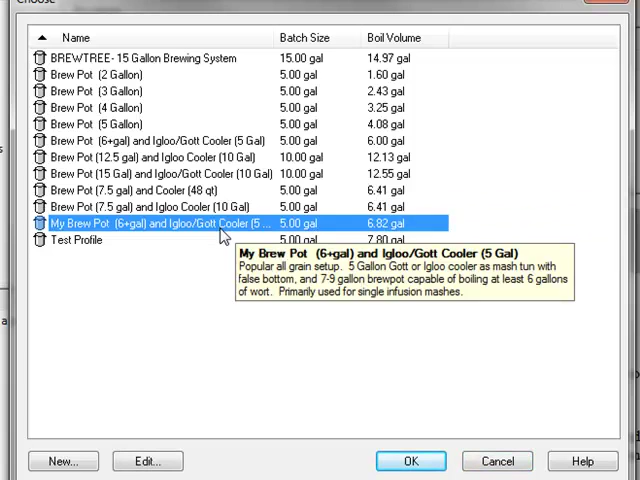 Choose
Name Batch Size Boil Volume
BREWTREE- 15 Gallon Brewing System 15.00 gal 14.97 gal
Brew Pot (2 Gallon) 5.00 gal 1.60 gal
Brew Pot (3 Gallon) 5.00 gal 2.43 gal
Brew Pot (4 Gallon) 5.00 gal 3.25 gal
Brew Pot (5 Gallon) 5.00 gal 4.08 gal
Brew Pot (6+gal) and Igloo/Gott Cooler (5 Gal) 5.00 gal 6.00 gal
Brew Pot (12.5 gal) and Igloo Cooler (10 Gal) 10.00 gal 12.13 gal
Brew Pot (15 Gal) and Igloo/Gott Cooler (10 Gal) 10.00 gal 12.55 gal
Brew Pot (7.5 gal) and Cooler (48 qt) 5.00 gal 6.41 gal
Brew Pot (7.5 gal) and Igloo Cooler (10 Gal) 5.00 gal 6.41 gal
My Brew Pot (6+gal) and Igloo/Gott Cooler (5 ... 5.00 gal 6.82 gal
Test Profile 5.00 gal 7.80 gal
My Brew Pot (6+gal) and Igloo/Gott Cooler (5 Gal)
Popular all grain setup. 5 Gallon Gott or Igloo cooler as mash tun with
false bottom, and 7-9 gallon brewpot capable of boiling at least 6 gallons
of wort. Primarily used for single infusion mashes.
New... Edit... OK Cancel Help